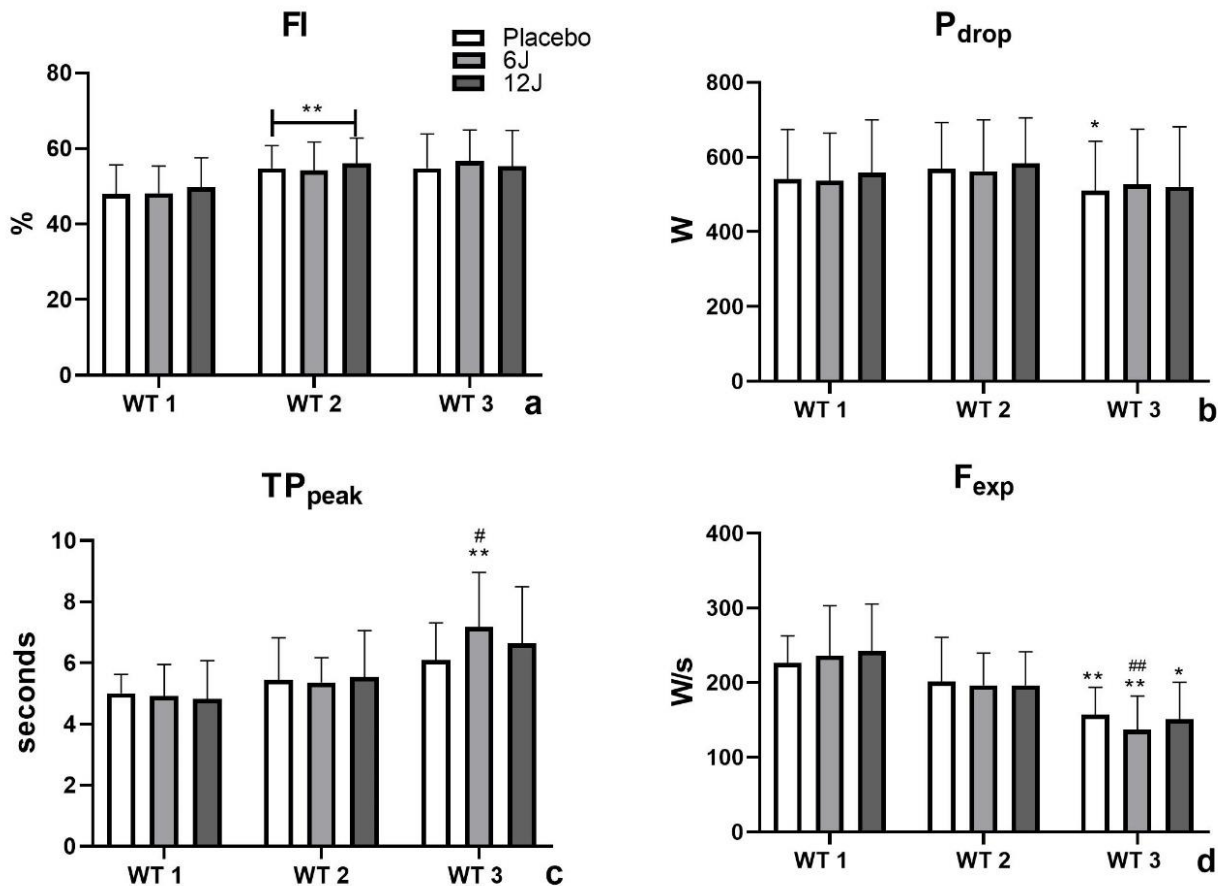 FI
Placebo
6J
12J
80
60
40
20
0
%
**
WT 1
WT 2
WT 3
a
Pdrop
800
600
400
200
0
W
*
WT 1
WT 2
WT 3
b
TPpeak
10
8
6
4
2
0
seconds
#
**
WT 1
WT 2
WT 3
c
Fexp
400
300
200
100
0
W/s
**
##
**
*
WT 1
WT 2
WT 3
d